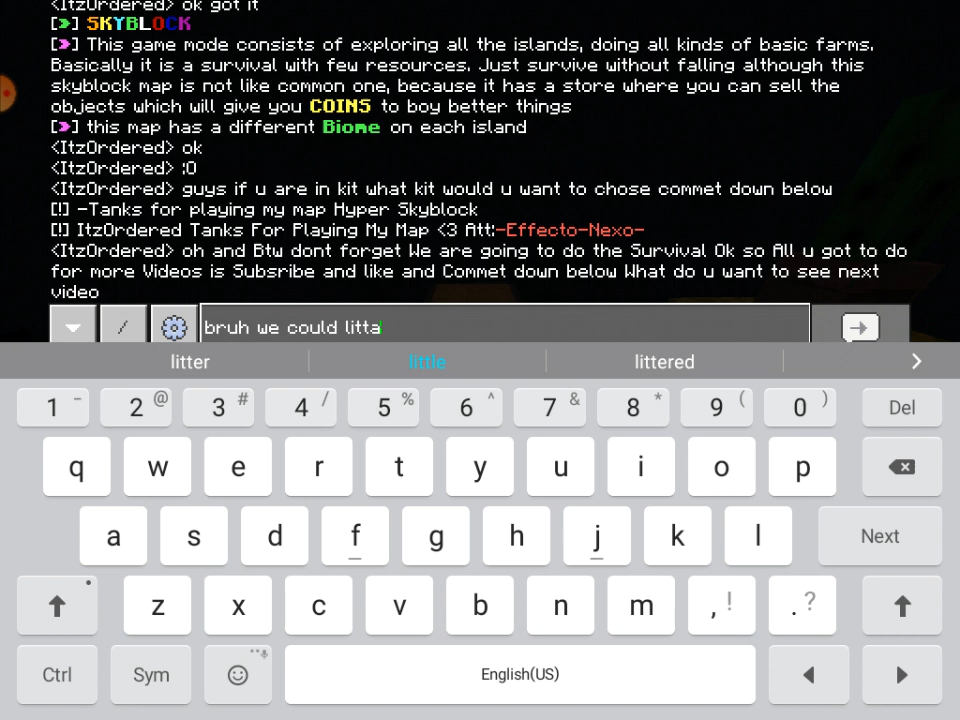 <ItzOrdered> ok got it
[>] SKYBLOCK
[>] This game mode consists of exploring all the islands, doing all kinds of basic farms.
Basically it is a survival with few resources. Just survive without falling although this
skyblock map is not like common one, because it has a store where you can sell the
objects which will give you COINS to boy better things
[>] this map has a different Biome on each island
<ItzOrdered> ok
<ItzOrdered> :O
<ItzOrdered> guys if u are in kit what kit would u want to chose commet down below
[!] -Tanks for playing my map Hyper Skyblock
[!] ItzOrdered Tanks For Playing My Map <3 Att:-Effecto-Nexo-
<ItzOrdered> oh and Btw dont forget We are going to do the Survival Ok so All u got to do
for more Videos is Subsribe and like and Commet down below What do u want to see next
video
/ bruh we could litta
litter little littered
1 - 2 @ 3 # 4 / 5 % 6 ^ 7 & 8 * 9 ( 0 ) Del
q w e r t y u i o p
a s d f g h j k l Next
z x c v b n m , ! . ?
Ctrl Sym English(US)